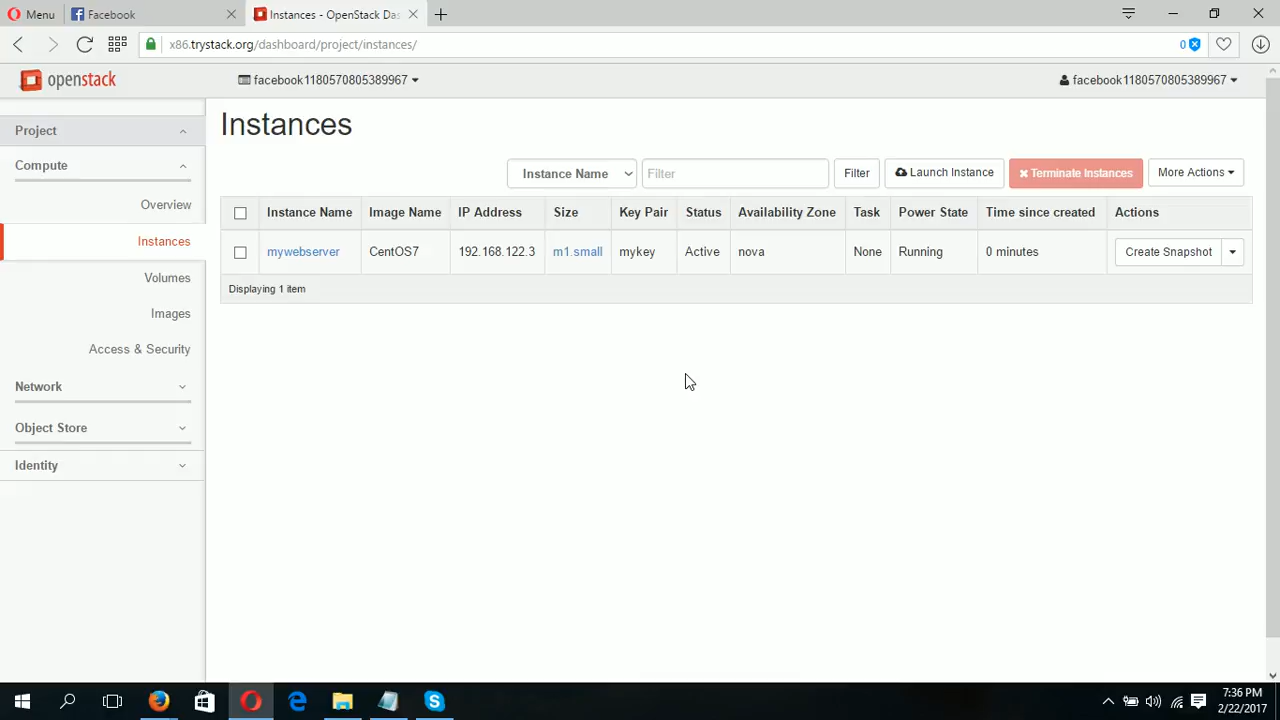 Menu
Facebook
Instances - OpenStack Das
x86.trystack.org/dashboard/project/instances/
0
openstack
facebook1180570805389967
facebook1180570805389967
Project
Compute
Overview
Instances
Volumes
Images
Access & Security
Network
Object Store
Identity
Instances
Instance Name
Filter
Filter
Launch Instance
Terminate Instances
More Actions
Instance Name Image Name IP Address Size Key Pair Status Availability Zone Task Power State Time since created Actions
mywebserver CentOS7 192.168.122.3 m1.small mykey Active nova None Running 0 minutes Create Snapshot
Displaying 1 item
7:36 PM
2/22/2017